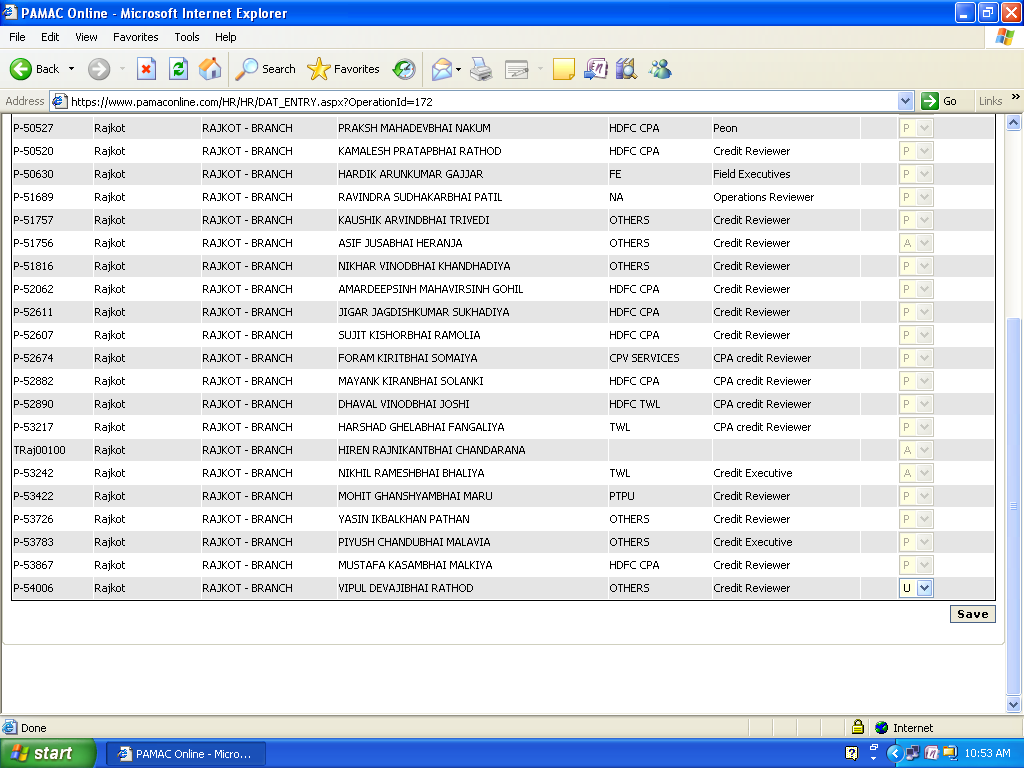 PAMAC Online - Microsoft Internet Explorer
File Edit View Favorites Tools Help
Back Search Favorites
Address https://www.pamaconline.com/HR/HR/DAT_ENTRY.aspx?OperationId=172 Go Links »
P-50527 Rajkot RAJKOT - BRANCH PRAKSH MAHADEVBHAI NAKUM HDFC CPA Peon P
P-50520 Rajkot RAJKOT - BRANCH KAMALESH PRATAPBHAI RATHOD HDFC CPA Credit Reviewer P
P-50630 Rajkot RAJKOT - BRANCH HARDIK ARUNKUMAR GAJJAR FE Field Executives P
P-51689 Rajkot RAJKOT - BRANCH RAVINDRA SUDHAKARBHAI PATIL NA Operations Reviewer P
P-51757 Rajkot RAJKOT - BRANCH KAUSHIK ARVINDBHAI TRIVEDI OTHERS Credit Reviewer P
P-51756 Rajkot RAJKOT - BRANCH ASIF JUSABHAI HERANJA OTHERS Credit Reviewer A
P-51816 Rajkot RAJKOT - BRANCH NIKHAR VINODBHAI KHANDHADIYA OTHERS Credit Reviewer P
P-52062 Rajkot RAJKOT - BRANCH AMARDEEPSINH MAHAVIRSINH GOHIL HDFC CPA Credit Reviewer P
P-52611 Rajkot RAJKOT - BRANCH JIGAR JAGDISHKUMAR SUKHADIYA HDFC CPA Credit Reviewer P
P-52607 Rajkot RAJKOT - BRANCH SUJIT KISHORBHAI RAMOLIA HDFC CPA Credit Reviewer P
P-52674 Rajkot RAJKOT - BRANCH FORAM KIRITBHAI SOMAIYA CPV SERVICES CPA credit Reviewer P
P-52882 Rajkot RAJKOT - BRANCH MAYANK KIRANBHAI SOLANKI HDFC CPA CPA credit Reviewer P
P-52890 Rajkot RAJKOT - BRANCH DHAVAL VINODBHAI JOSHI HDFC TWL CPA credit Reviewer P
P-53217 Rajkot RAJKOT - BRANCH HARSHAD GHELABHAI FANGALIYA TWL CPA credit Reviewer P
TRaj00100 Rajkot RAJKOT - BRANCH HIREN RAJNIKANTBHAI CHANDARANA A
P-53242 Rajkot RAJKOT - BRANCH NIKHIL RAMESHBHAI BHALIYA TWL Credit Executive A
P-53422 Rajkot RAJKOT - BRANCH MOHIT GHANSHYAMBHAI MARU PTPU Credit Reviewer P
P-53726 Rajkot RAJKOT - BRANCH YASIN IKBALKHAN PATHAN OTHERS Credit Reviewer P
P-53783 Rajkot RAJKOT - BRANCH PIYUSH CHANDUBHAI MALAVIA OTHERS Credit Executive P
P-53867 Rajkot RAJKOT - BRANCH MUSTAFA KASAMBHAI MALKIYA HDFC CPA Credit Reviewer P
P-54006 Rajkot RAJKOT - BRANCH VIPUL DEVAJIBHAI RATHOD OTHERS Credit Reviewer U
Save
Done Internet
start PAMAC Online - Micro... 10:53 AM